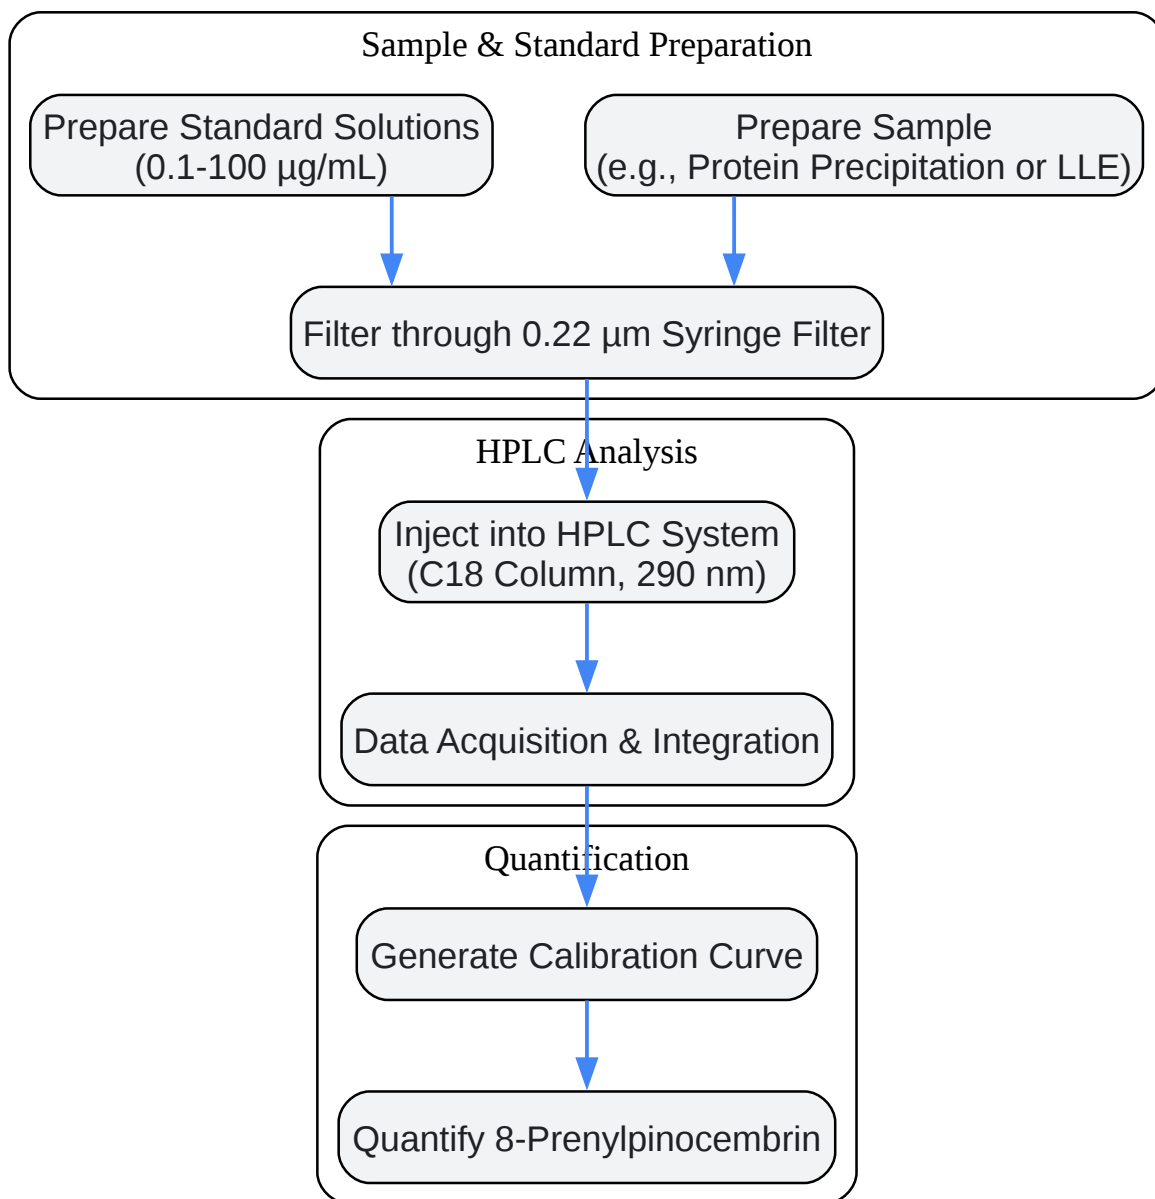 Sample & Standard Preparation
Prepare Standard Solutions
(0.1-100 µg/mL)
Prepare Sample
(e.g., Protein Precipitation or LLE)
Filter through 0.22 µm Syringe Filter
HPLC Analysis
Inject into HPLC System
(C18 Column, 290 nm)
Data Acquisition & Integration
Quantification
Generate Calibration Curve
Quantify 8-Prenylpinocembrin